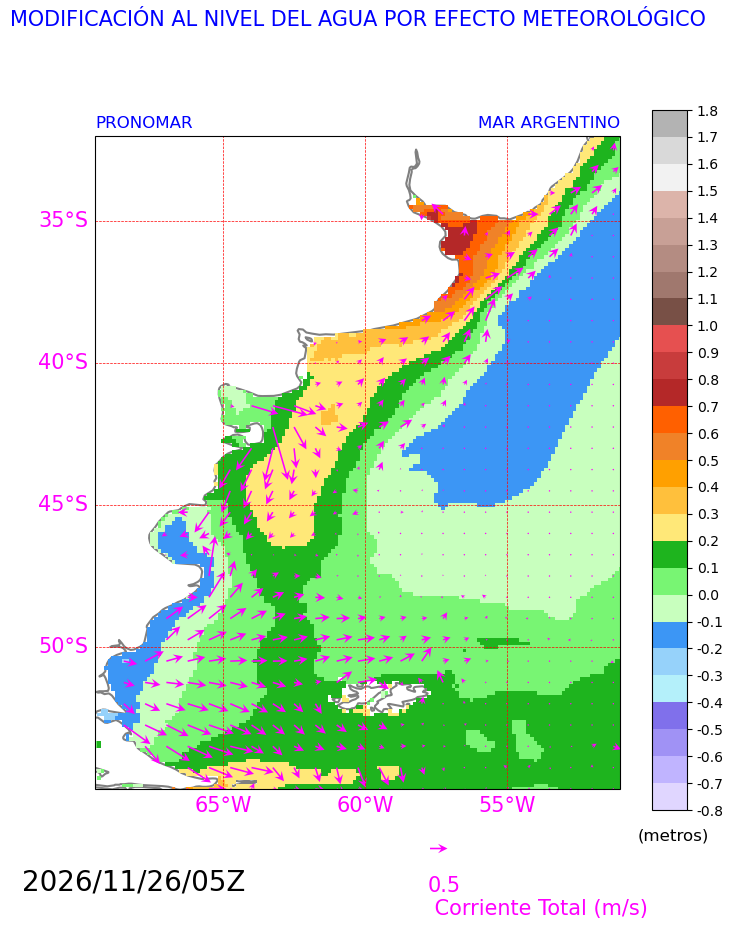 MODIFICACIÓN AL NIVEL DEL AGUA POR EFECTO METEOROLÓGICO
PRONOMAR
MAR ARGENTINO
35°S
40°S
45°S
50°S
65°W
60°W
55°W
1.8
1.7
1.6
1.5
1.4
1.3
1.2
1.1
1.0
0.9
0.8
0.7
0.6
0.5
0.4
0.3
0.2
0.1
0.0
-0.1
-0.2
-0.3
-0.4
-0.5
-0.6
-0.7
-0.8
(metros)
2026/11/26/05Z
0.5
Corriente Total (m/s)